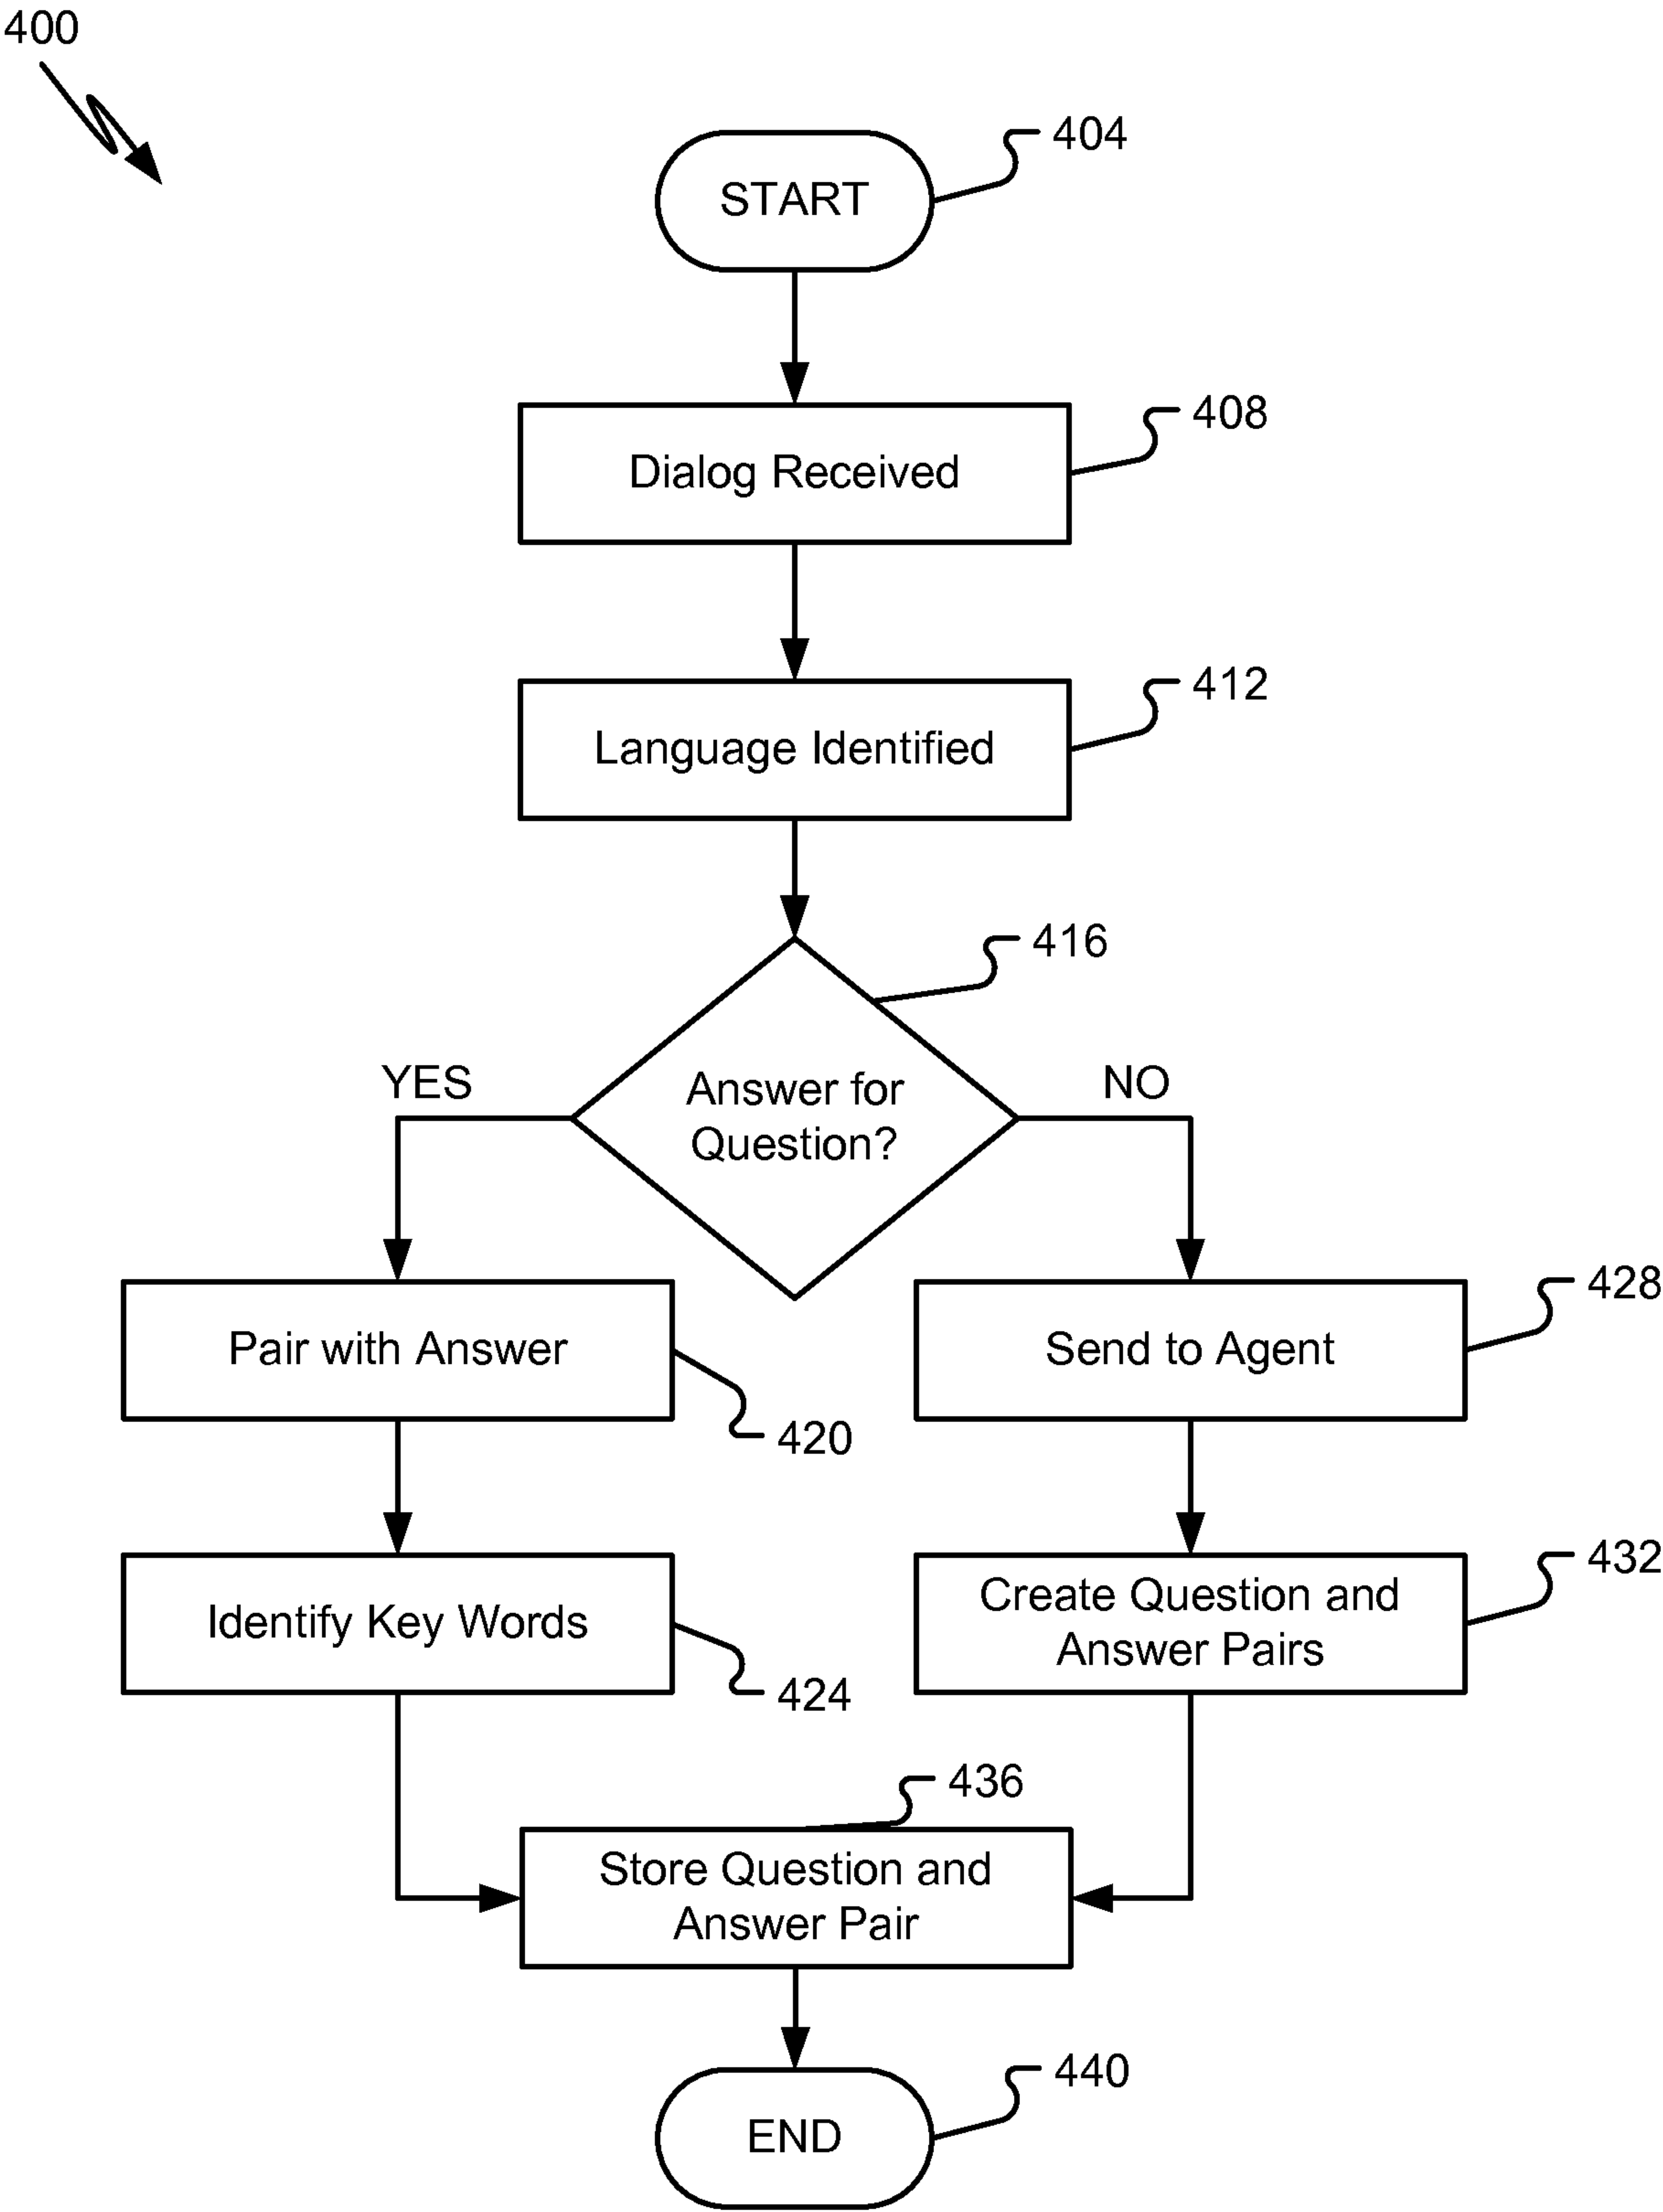 400
START
404
Dialog Received
408
Language Identified
412
416
Answer for
Question?
YES
NO
Pair with Answer
420
Send to Agent
428
Identify Key Words
424
Create Question and
Answer Pairs
432
436
Store Question and
Answer Pair
END
440